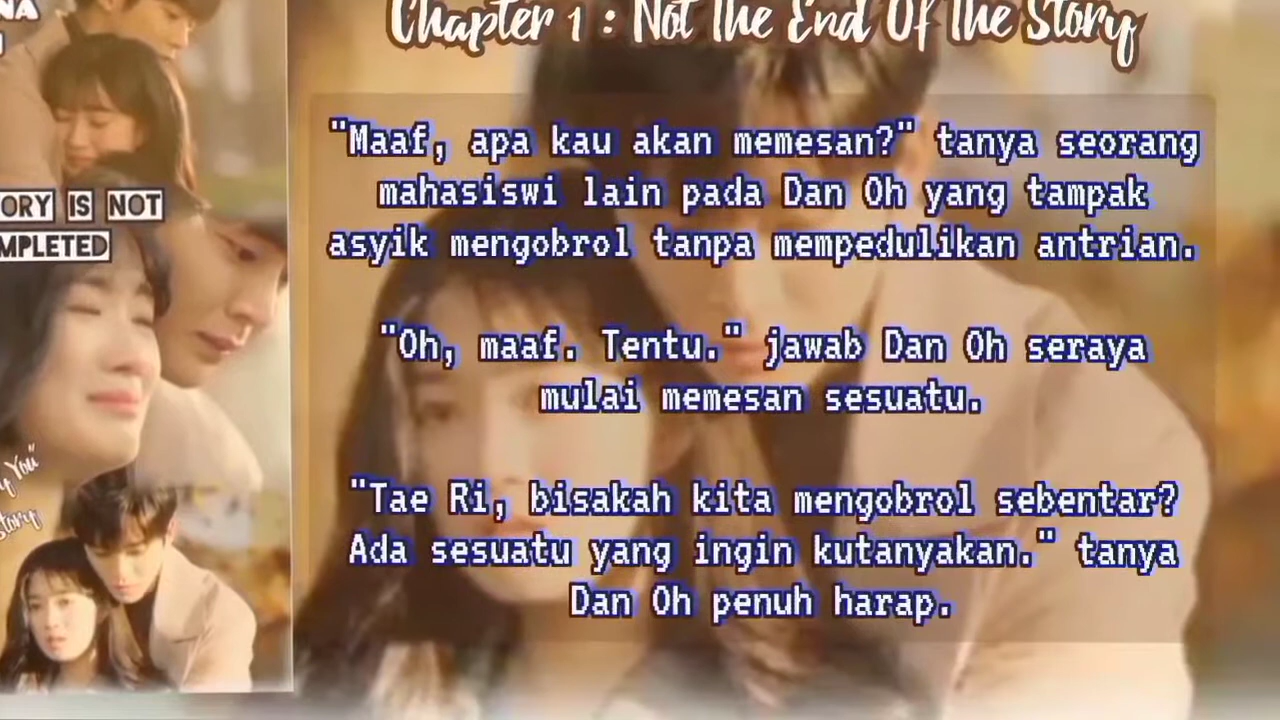 Chapter 1 : Not The End Of The Story
"Maaf, apa kau akan memesan?" tanya seorang
mahasiswi lain pada Dan Oh yang tampak
asyik mengobrol tanpa mempedulikan antrian.
"Oh, maaf. Tentu." jawab Dan Oh seraya
mulai memesan sesuatu.
"Tae Ri, bisakah kita mengobrol sebentar?
Ada sesuatu yang ingin kutanyakan." tanya
Dan Oh penuh harap.
NA
ORY IS NOT
MPLETED
You"
Story